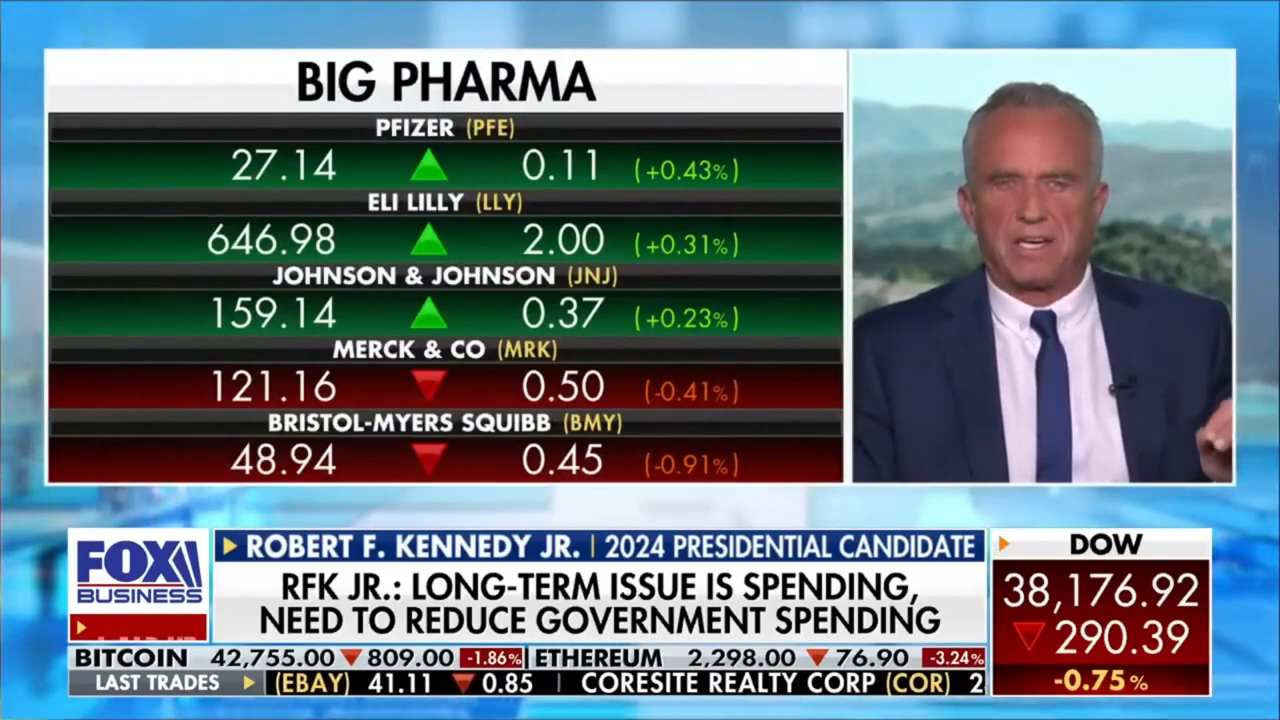 BIG PHARMA
PFIZER (PFE)
27.14 0.11 (+0.43%)
ELI LILLY (LLY)
646.98 2.00 (+0.31%)
JOHNSON & JOHNSON (JNJ)
159.14 0.37 (+0.23%)
MERCK & CO (MRK)
121.16 0.50 (-0.41%)
BRISTOL-MYERS SQUIBB (BMY)
48.94 0.45 (-0.91%)
FOX
BUSINESS
ROBERT F. KENNEDY JR. | 2024 PRESIDENTIAL CANDIDATE
RFK JR.: LONG-TERM ISSUE IS SPENDING,
NEED TO REDUCE GOVERNMENT SPENDING
DOW
38,176.92
290.39
-0.75%
BITCOIN 42,755.00 809.00 -1.86% ETHEREUM 2,298.00 76.90 -3.24%
LAST TRADES (EBAY) 41.11 0.85 | CORESITE REALTY CORP (COR) 2